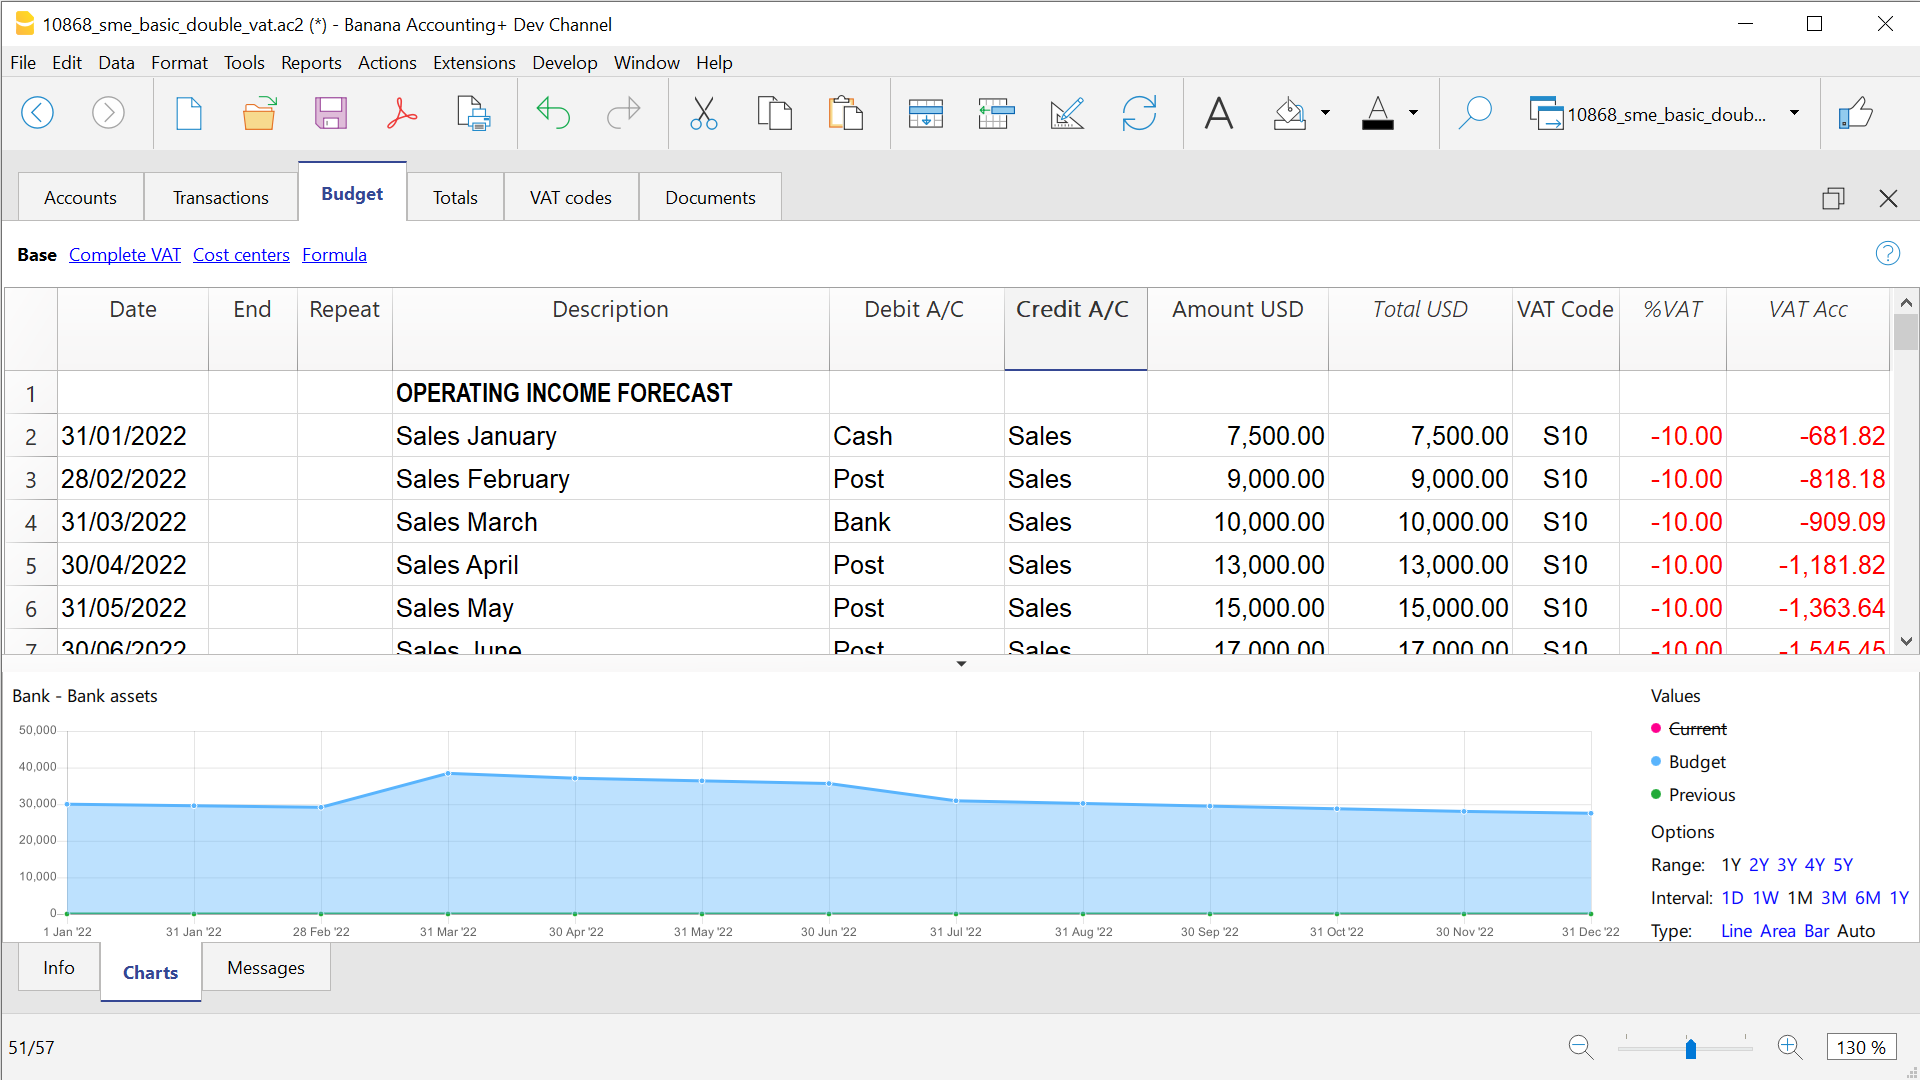 10868_sme_basic_double_vat.ac2 (*) - Banana Accounting+ Dev Channel
File Edit Data Format Tools Reports Actions Extensions Develop Window Help
10868_sme_basic_doub...
Accounts Transactions Budget Totals VAT codes Documents
Base Complete VAT Cost centers Formula
Date End Repeat Description Debit A/C Credit A/C Amount USD Total USD VAT Code %VAT VAT Acc
1 OPERATING INCOME FORECAST
2 31/01/2022 Sales January Cash Sales 7,500.00 7,500.00 S10 -10.00 -681.82
3 28/02/2022 Sales February Post Sales 9,000.00 9,000.00 S10 -10.00 -818.18
4 31/03/2022 Sales March Bank Sales 10,000.00 10,000.00 S10 -10.00 -909.09
5 30/04/2022 Sales April Post Sales 13,000.00 13,000.00 S10 -10.00 -1,181.82
6 31/05/2022 Sales May Post Sales 15,000.00 15,000.00 S10 -10.00 -1,363.64
7 30/06/2022 Sales June Post Sales 17,000.00 17,000.00 S10 -10.00 -1,545.45
Bank - Bank assets
50,000
40,000
30,000
20,000
10,000
0
1 Jan '22 31 Jan '22 28 Feb '22 31 Mar '22 30 Apr '22 31 May '22 30 Jun '22 31 Jul '22 31 Aug '22 30 Sep '22 31 Oct '22 30 Nov '22 31 Dec '22
Values
Current
Budget
Previous
Options
Range: 1Y 2Y 3Y 4Y 5Y
Interval: 1D 1W 1M 3M 6M 1Y
Type: Line Area Bar Auto
Info Charts Messages
51/57
130 %